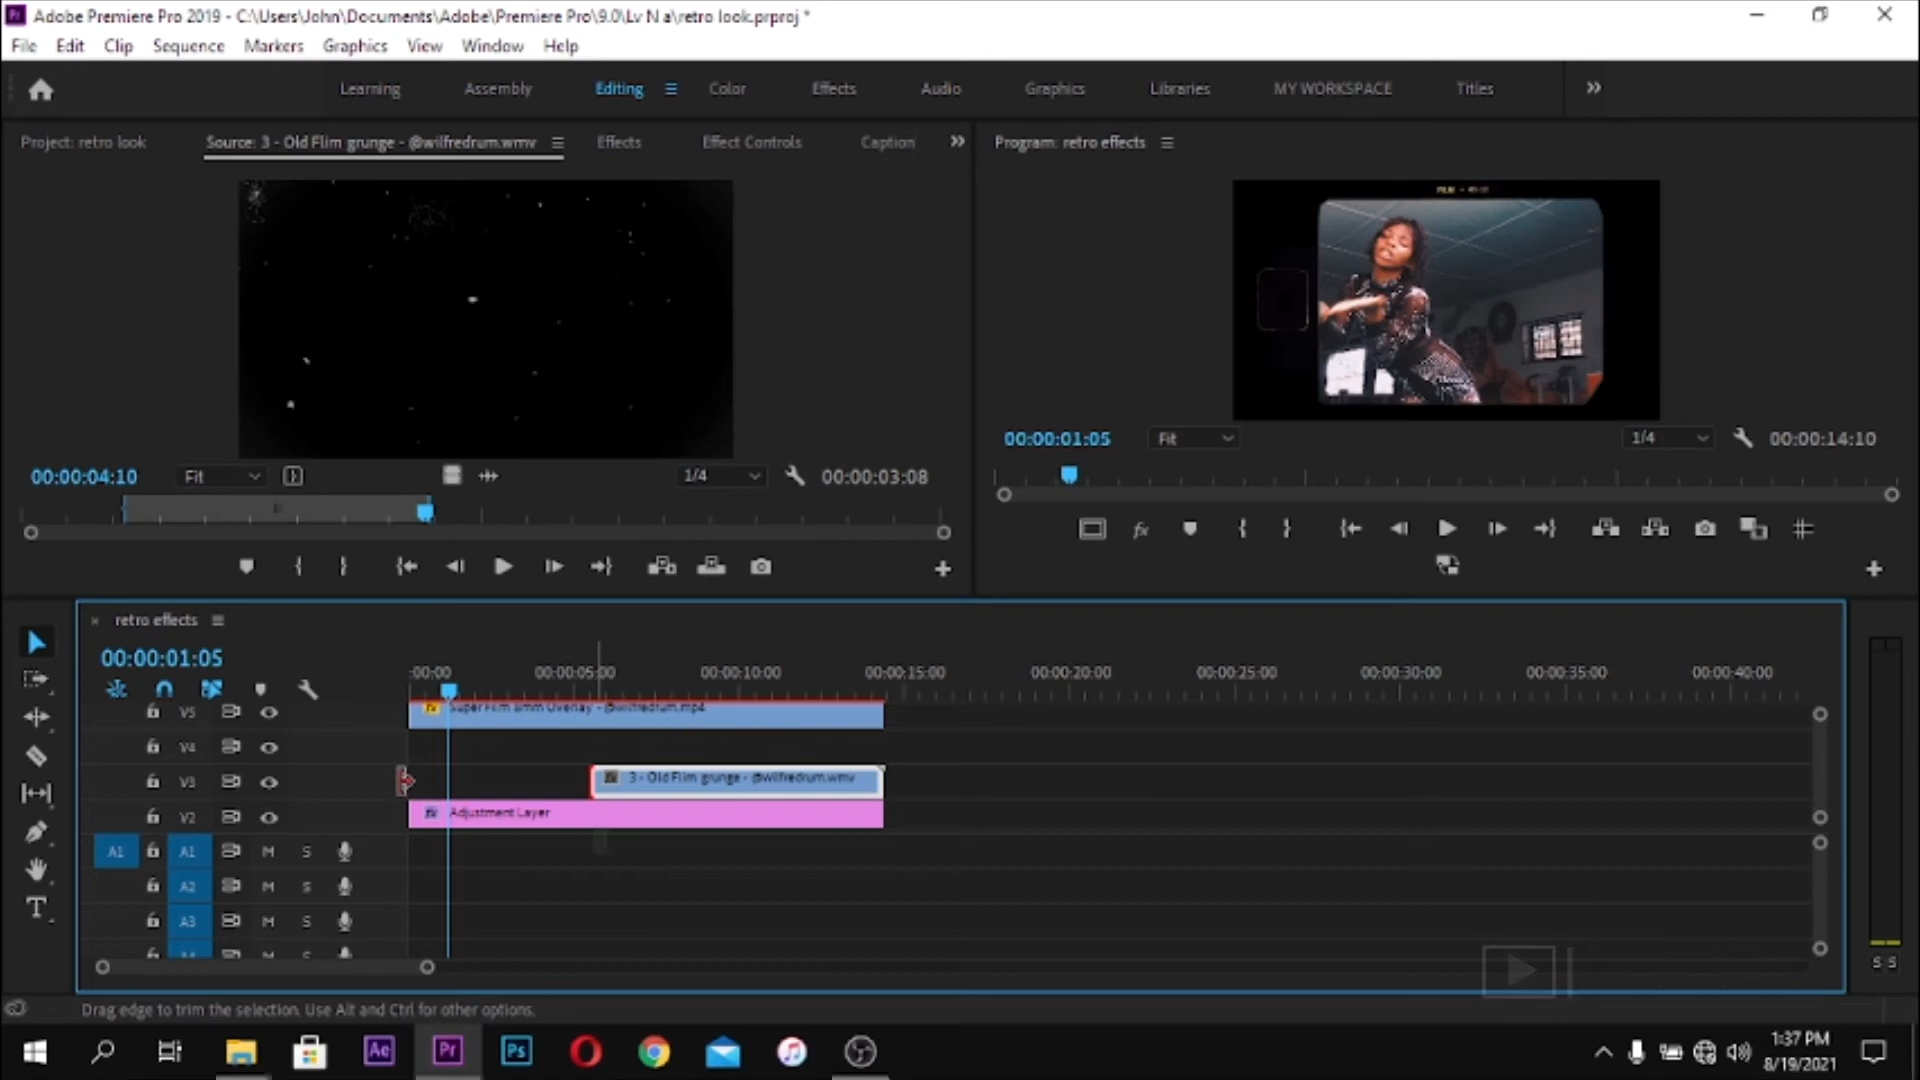 Adobe Premiere Pro 2019 - C:\Users\John\Documents\Adobe\Premiere Pro\9.0\Lv N a\retro look.prproj *
File Edit Clip Sequence Markers Graphics View Window Help
Learning Assembly Editing Color Effects Audio Graphics Libraries MY WORKSPACE Titles
Project: retro look Source: 3 - Old Flim grunge - @wilfredrum.wmv Effects Effect Controls Caption Program: retro effects
00:00:01:05 Fit 1/4 00:00:14:10
00:00:04:10 Fit 1/4 00:00:03:08
retro effects
00:00:01:05
:00:00 00:00:05:00 00:00:10:00 00:00:15:00 00:00:20:00 00:00:25:00 00:00:30:00 00:00:35:00 00:00:40:00
V5 Super Film 8mm Overlay - @wilfredrum.mp4
V4
V3 3 - Old Flim grunge - @wilfredrum.wmv
V2 fx Adjustment Layer
A1 A1 M S
A2 M S
A3 M S
S S
Drag edge to trim the selection. Use Alt and Ctrl for other options.
Ae Pr Ps
1:37 PM
8/19/2021